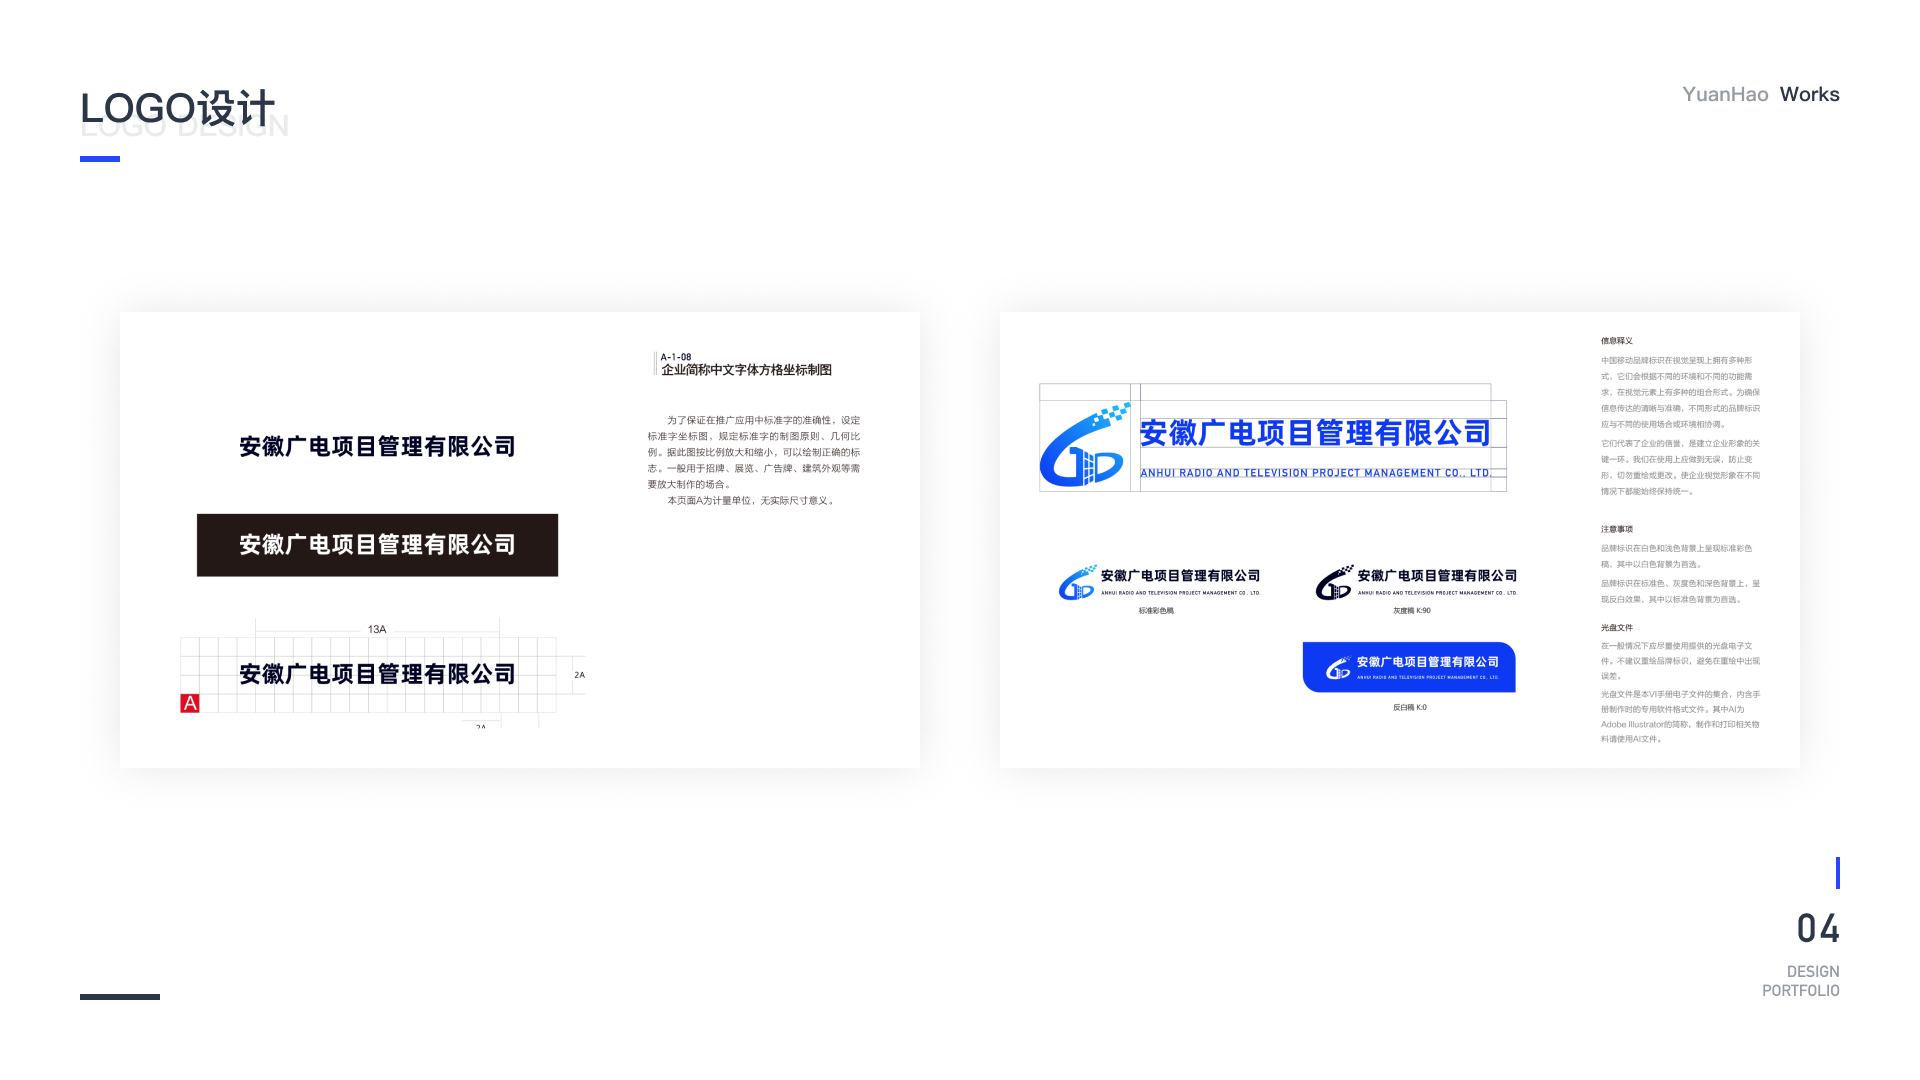 LOGO设计
LOGO DESIGN
YuanHao Works
安徽广电项目管理有限公司
安徽广电项目管理有限公司
13A
安徽广电项目管理有限公司
2A
A
A-1-08
企业简称中文字体方格坐标制图
为了保证在推广应用中标准字的准确性，设定
标准字坐标图，规定标准字的制图原则、几何比
例。据此图按比例放大和缩小，可以绘制正确的标
志。一般用于招牌、展览、广告牌、建筑外观等需
要放大制作的场合。
本页面A为计量单位，无实际尺寸意义。
安徽广电项目管理有限公司
ANHUI RADIO AND TELEVISION PROJECT MANAGEMENT CO., LTD.
安徽广电项目管理有限公司
ANHUI RADIO AND TELEVISION PROJECT MANAGEMENT CO., LTD.
标准彩色稿
安徽广电项目管理有限公司
ANHUI RADIO AND TELEVISION PROJECT MANAGEMENT CO., LTD.
灰度稿 K:90
安徽广电项目管理有限公司
ANHUI RADIO AND TELEVISION PROJECT MANAGEMENT CO., LTD.
反白稿 K:0
信息释义
中国移动品牌标识在视觉呈现上拥有多种形
式，它们会根据不同的环境和不同的功能需
求，在视觉元素上有多种的组合形式。为确保
信息传达的清晰与准确，不同形式的品牌标识
应与不同的使用场合或环境相协调。
它们代表了企业的信誉，是建立企业形象的关
键一环。我们在使用上应做到无误，防止变
形，切勿重绘或更改。使企业视觉形象在不同
情况下都能始终保持统一。
注意事项
品牌标识在白色和浅色背景上呈现标准彩色
稿，其中以白色背景为首选。
品牌标识在标准色、灰度色和深色背景上，呈
现反白效果，其中以标准色背景为首选。
光盘文件
在一般情况下应尽量使用提供的光盘电子文
件。不建议重绘品牌标识，避免在重绘中出现
误差。
光盘文件是本VI手册电子文件的集合，内含手
册制作时的专用软件格式文件。其中AI为
Adobe Illustrator的简称，制作和打印相关物
料请使用AI文件。
04
DESIGN
PORTFOLIO